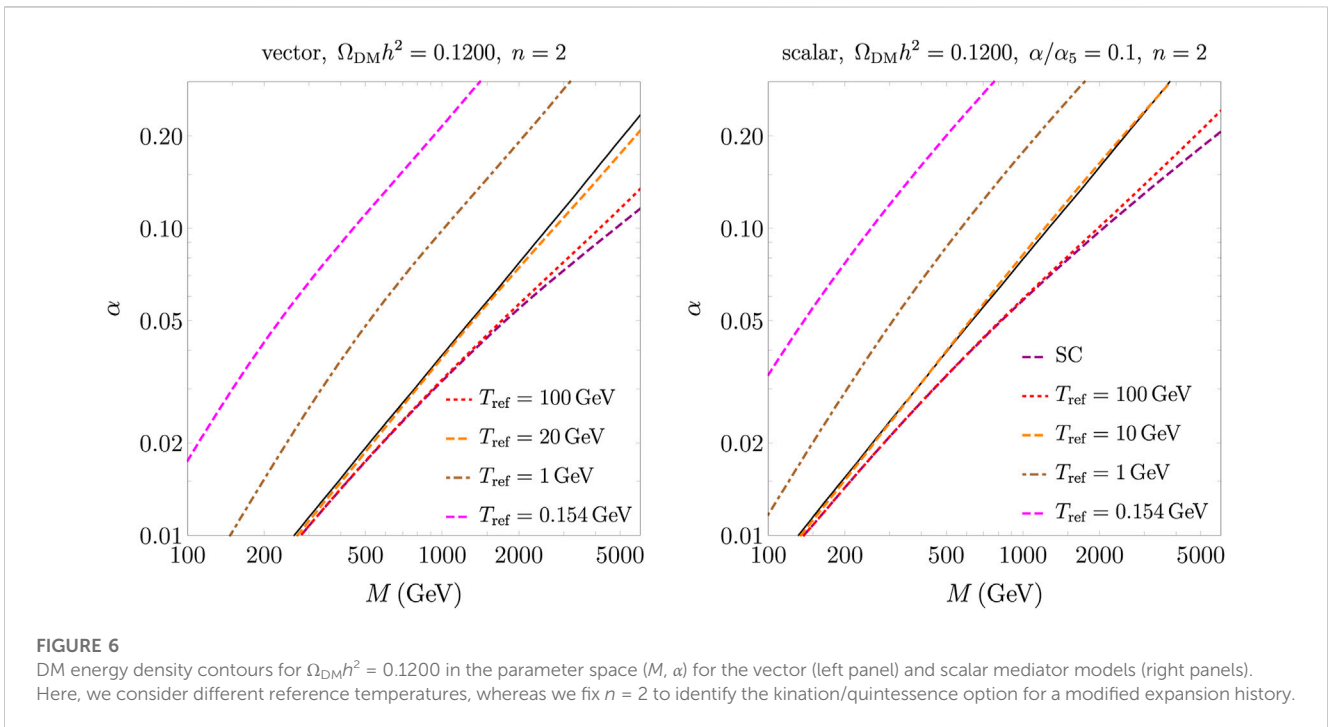 vector, Ω_DM h² = 0.1200, n = 2
0.20
0.10
0.05
0.02
0.01
α
100
200
500
1000
2000
5000
M (GeV)
T_ref = 100 GeV
T_ref = 20 GeV
T_ref = 1 GeV
T_ref = 0.154 GeV
scalar, Ω_DM h² = 0.1200, α/α₅ = 0.1, n = 2
0.20
0.10
0.05
0.02
0.01
α
100
200
500
1000
2000
5000
M (GeV)
SC
T_ref = 100 GeV
T_ref = 10 GeV
T_ref = 1 GeV
T_ref = 0.154 GeV
FIGURE 6
DM energy density contours for Ω_DM h² = 0.1200 in the parameter space (M, α) for the vector (left panel) and scalar mediator models (right panels).
Here, we consider different reference temperatures, whereas we fix n = 2 to identify the kination/quintessence option for a modified expansion history.